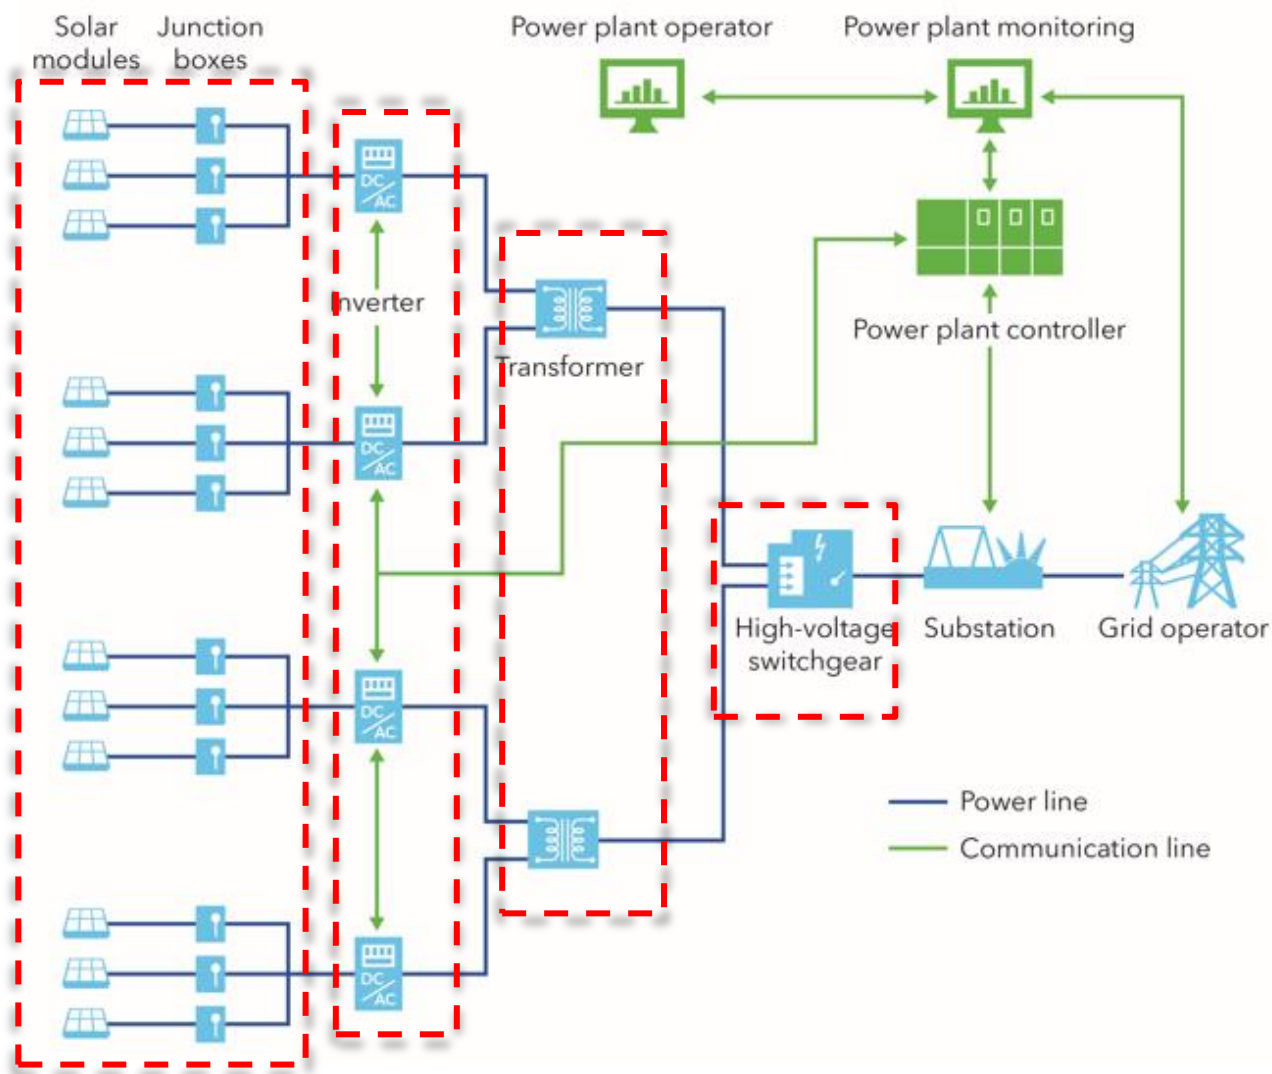 Solar
modules
Junction
boxes
Power plant operator
Power plant monitoring
DC
AC
Inverter
Transformer
Power plant controller
DC
AC
High-voltage
switchgear
Substation
Grid operator
DC
AC
Power line
Communication line
DC
AC